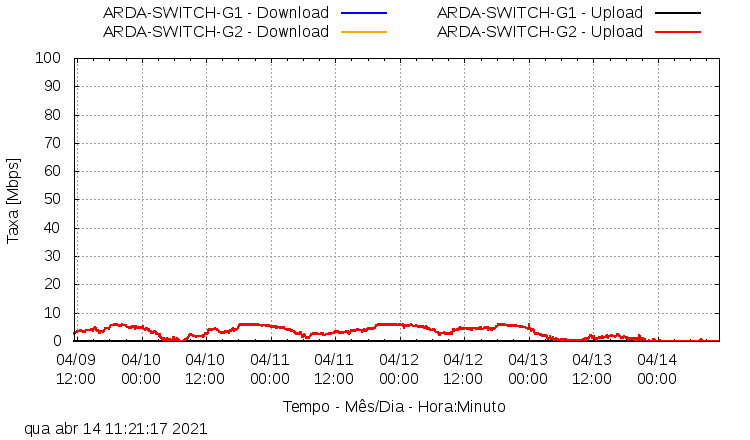 ARDA-SWITCH-G1 - Download ARDA-SWITCH-G1 - Upload
ARDA-SWITCH-G2 - Download ARDA-SWITCH-G2 - Upload
100
90
80
70
60
50
40
30
20
10
0
Taxa [Mbps]
04/09 04/10 04/10 04/11 04/11 04/12 04/12 04/13 04/13 04/14
12:00 00:00 12:00 00:00 12:00 00:00 12:00 00:00 12:00 00:00
Tempo - Mês/Dia - Hora:Minuto
qua abr 14 11:21:17 2021